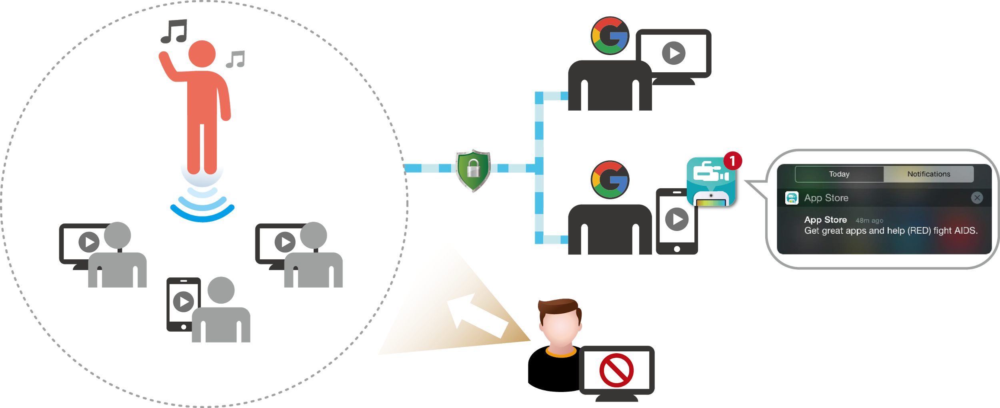 1
Today Notifications
App Store
App Store 48m ago
Get great apps and help (RED) fight AIDS.